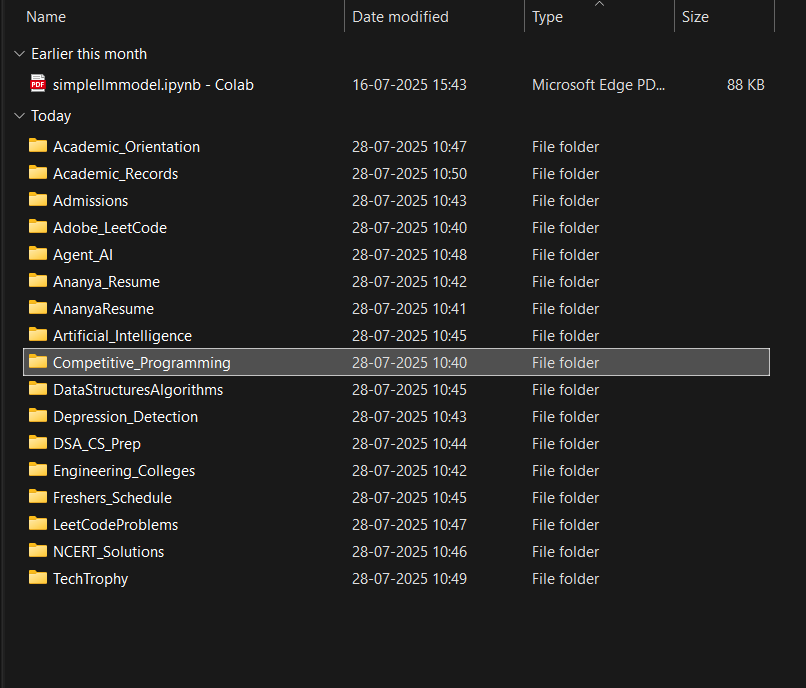 Name Date modified Type Size
Earlier this month
PDF simplellmmodel.ipynb - Colab 16-07-2025 15:43 Microsoft Edge PD... 88 KB
Today
Academic_Orientation 28-07-2025 10:47 File folder
Academic_Records 28-07-2025 10:50 File folder
Admissions 28-07-2025 10:43 File folder
Adobe_LeetCode 28-07-2025 10:40 File folder
Agent_AI 28-07-2025 10:48 File folder
Ananya_Resume 28-07-2025 10:42 File folder
AnanyaResume 28-07-2025 10:41 File folder
Artificial_Intelligence 28-07-2025 10:45 File folder
Competitive_Programming 28-07-2025 10:40 File folder
DataStructuresAlgorithms 28-07-2025 10:45 File folder
Depression_Detection 28-07-2025 10:43 File folder
DSA_CS_Prep 28-07-2025 10:44 File folder
Engineering_Colleges 28-07-2025 10:42 File folder
Freshers_Schedule 28-07-2025 10:45 File folder
LeetCodeProblems 28-07-2025 10:47 File folder
NCERT_Solutions 28-07-2025 10:46 File folder
TechTrophy 28-07-2025 10:49 File folder